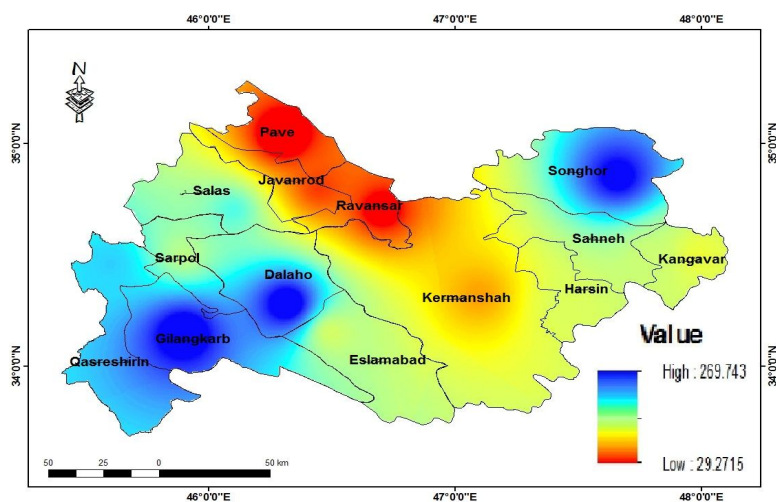 46°0'0"E 47°0'0"E 48°0'0"E
N
35°0'0"N
35°0'0"N
Pave
Songhor
Javanrod
Salas
Ravansar
Sahneh
Sarpol
Kangavar
Dalaho
Kermanshah
Harsin
Gilangkarb
Value
Qasreshirin
Eslamabad
34°0'0"N
34°0'0"N
High : 269.743
Low : 29.2715
50 25 0 50 km
46°0'0"E 47°0'0"E 48°0'0"E